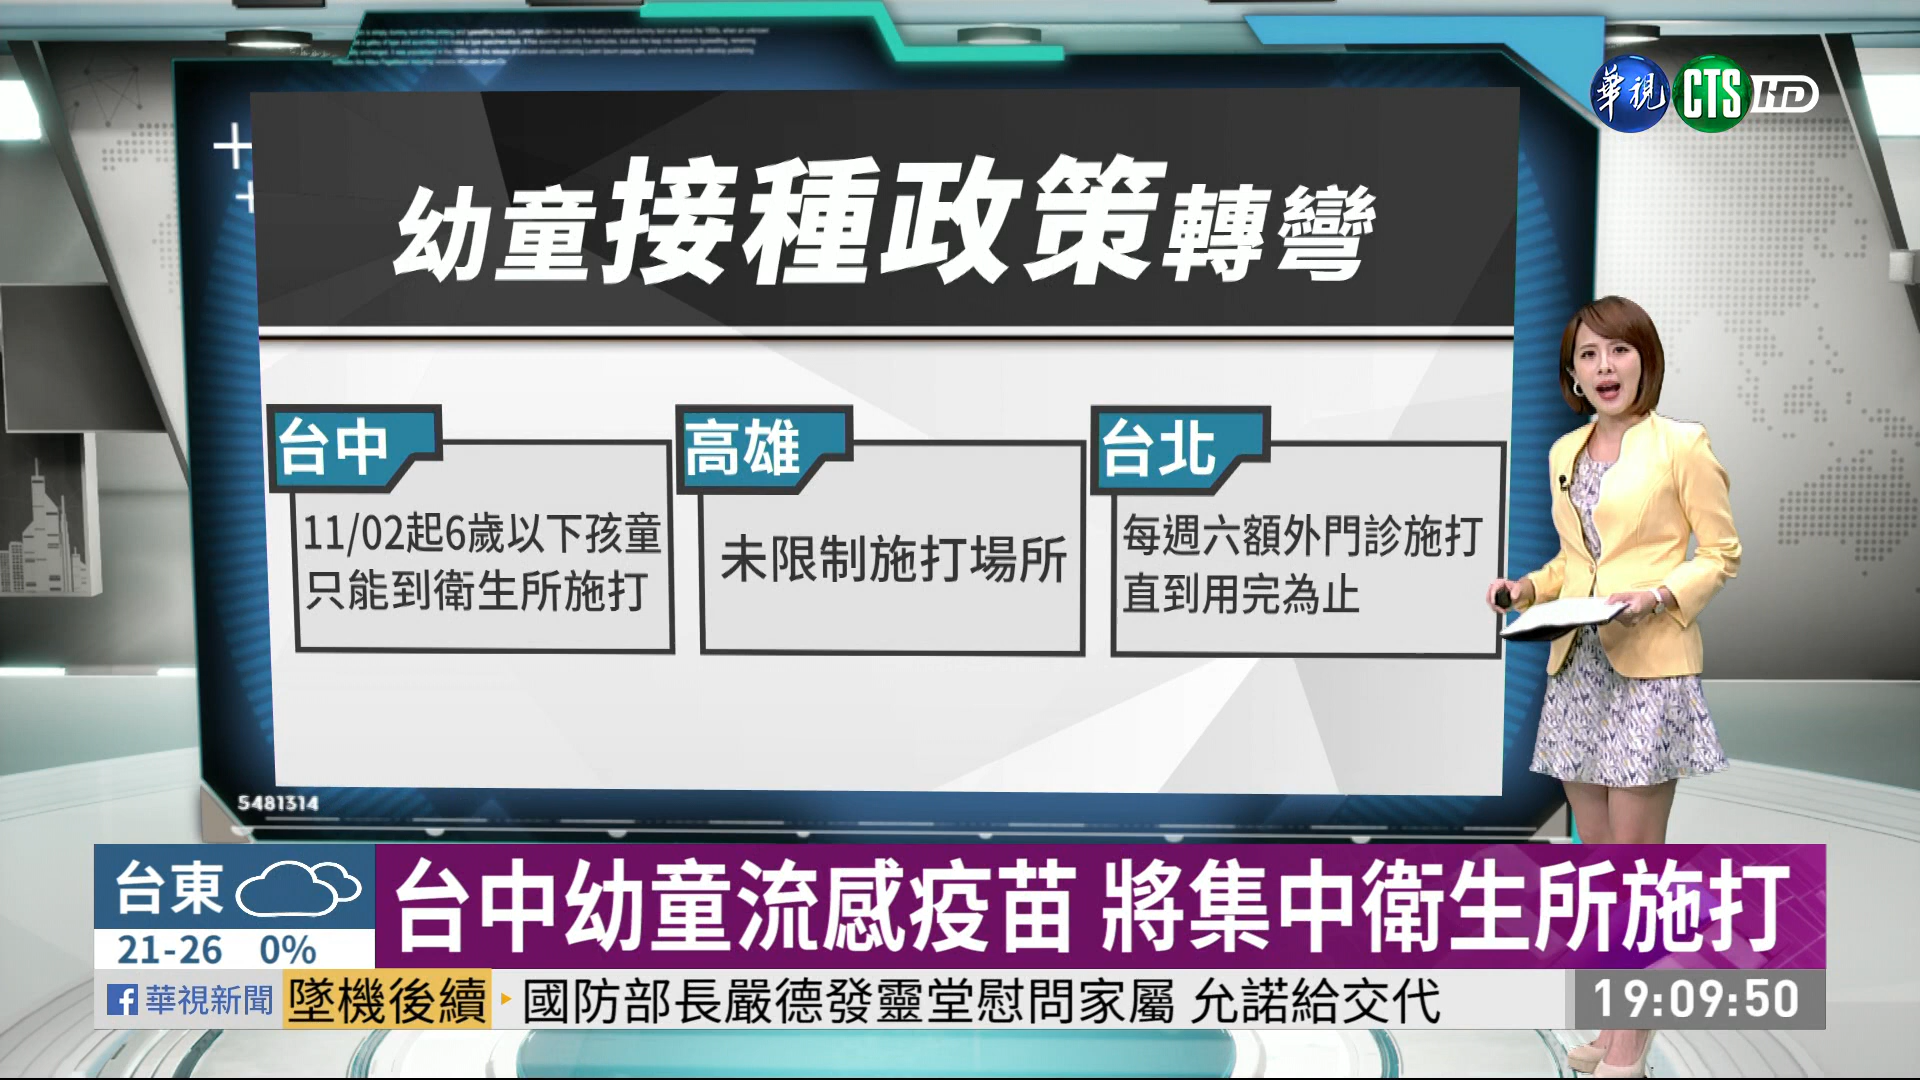 華視 CTS HD
幼童接種政策轉彎
台中
11/02起6歲以下孩童
只能到衛生所施打
高雄
未限制施打場所
台北
每週六額外門診施打
直到用完為止
5481314
台東
21-26 0%
台中幼童流感疫苗 將集中衛生所施打
華視新聞
墜機後續
國防部長嚴德發靈堂慰問家屬 允諾給交代
19:09:50